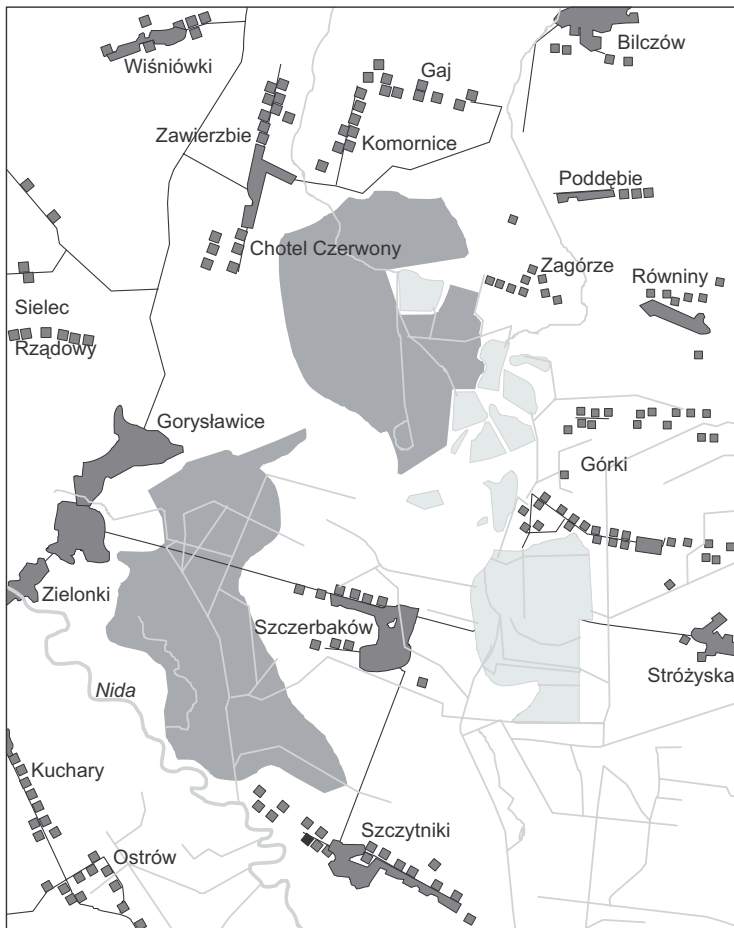 Wiśniówki
Bilczów
Gaj
Zawierzbie
Komornice
Poddębie
Chotel Czerwony
Zagórze
Równiny
Sielec
Rządowy
Gorysławice
Górki
Zielonki
Szczerbaków
Stróżyska
Nida
Kuchary
Szczytniki
Ostrów